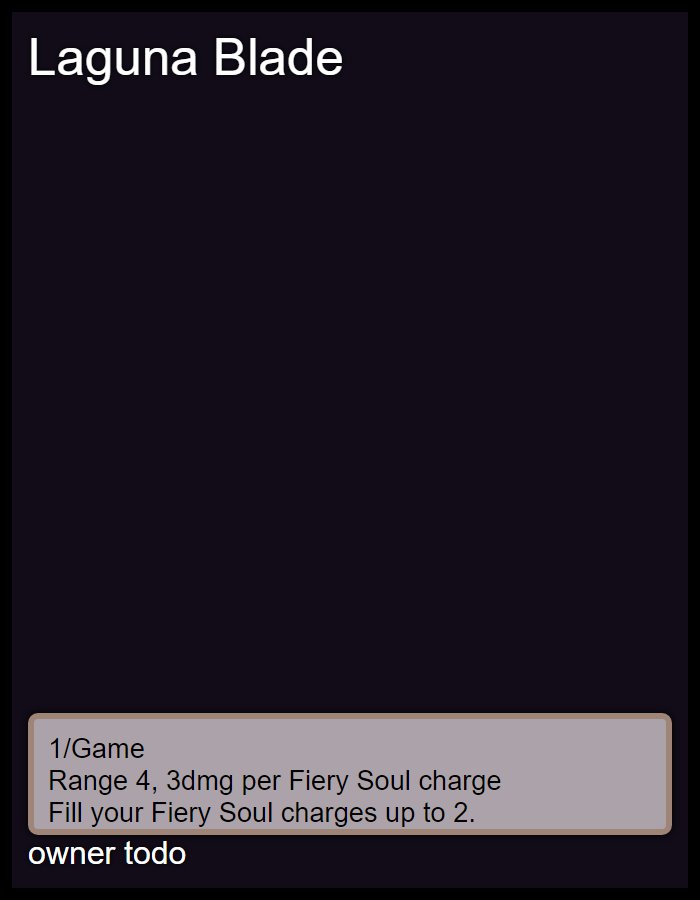 Laguna Blade
1/Game
Range 4, 3dmg per Fiery Soul charge
Fill your Fiery Soul charges up to 2.
owner todo